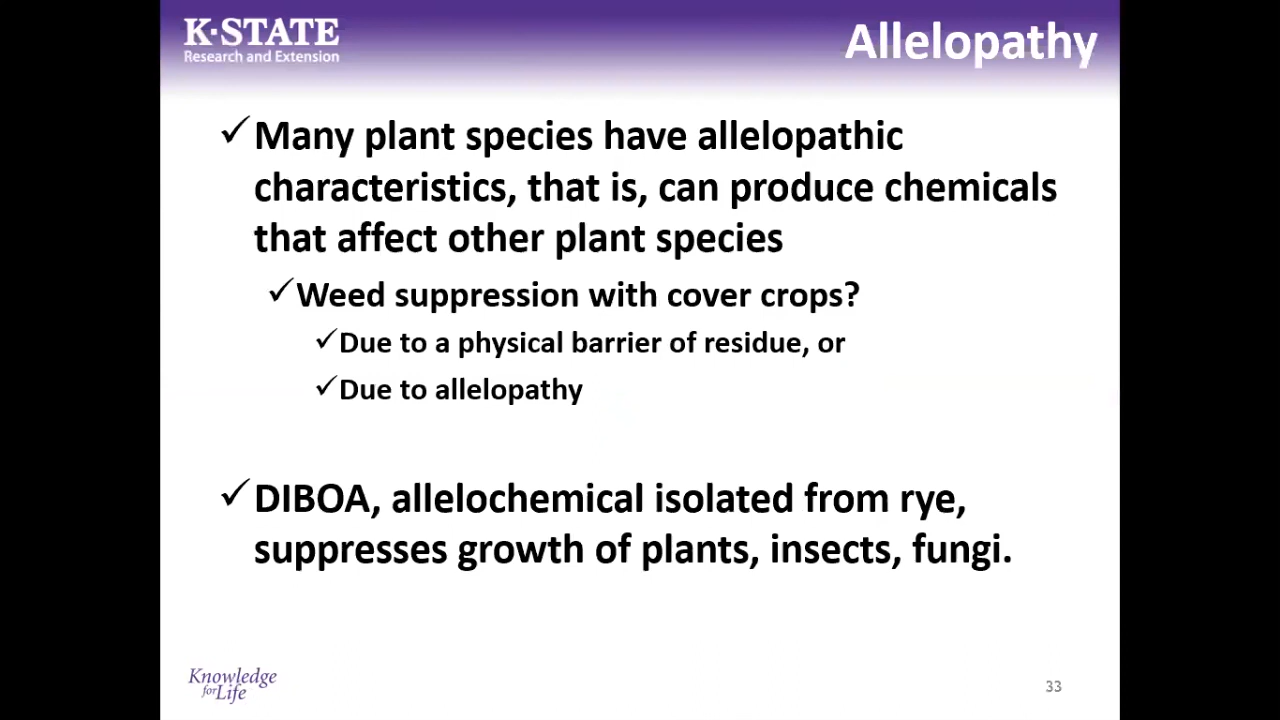 K·STATE
Research and Extension
Allelopathy
✓Many plant species have allelopathic
characteristics, that is, can produce chemicals
that affect other plant species
✓Weed suppression with cover crops?
✓Due to a physical barrier of residue, or
✓Due to allelopathy
✓DIBOA, allelochemical isolated from rye,
suppresses growth of plants, insects, fungi.
Knowledge
for Life
33